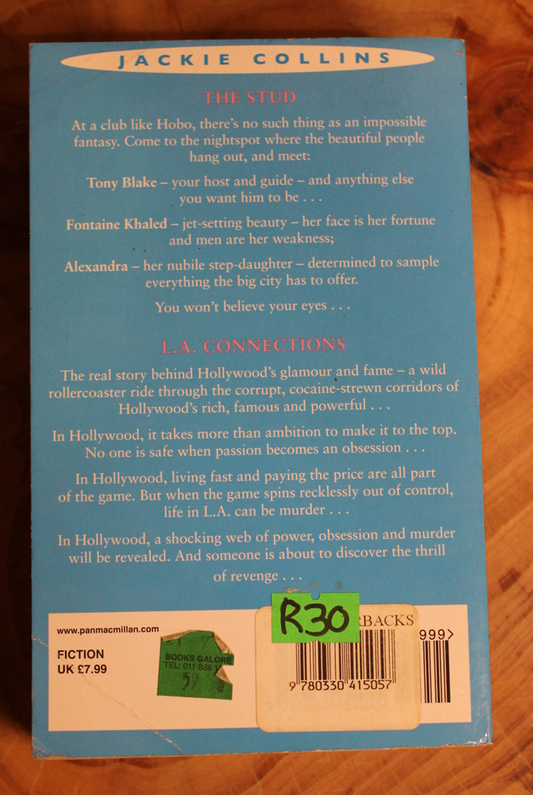 JACKIE COLLINS
THE STUD
At a club like Hobo, there's no such thing as an impossible
fantasy. Come to the nightspot where the beautiful people
hang out, and meet:
Tony Blake – your host and guide – and anything else
you want him to be . . .
Fontaine Khaled – jet-setting beauty – her face is her fortune
and men are her weakness;
Alexandra – her nubile step-daughter – determined to sample
everything the big city has to offer.
You won't believe your eyes . . .
L.A. CONNECTIONS
The real story behind Hollywood's glamour and fame – a wild
rollercoaster ride through the corrupt, cocaine-strewn corridors of
Hollywood's rich, famous and powerful . . .
In Hollywood, it takes more than ambition to make it to the top.
No one is safe when passion becomes an obsession . . .
In Hollywood, living fast and paying the price are all part
of the game. But when the game spins recklessly out of control,
life in L.A. can be murder . . .
In Hollywood, a shocking web of power, obsession and murder
will be revealed. And someone is about to discover the thrill
of revenge . . .
www.panmacmillan.com
FICTION
UK £7.99
BOOKS GALORE
TEL: 011
R30
RBACKS
999>
9 780330 415057